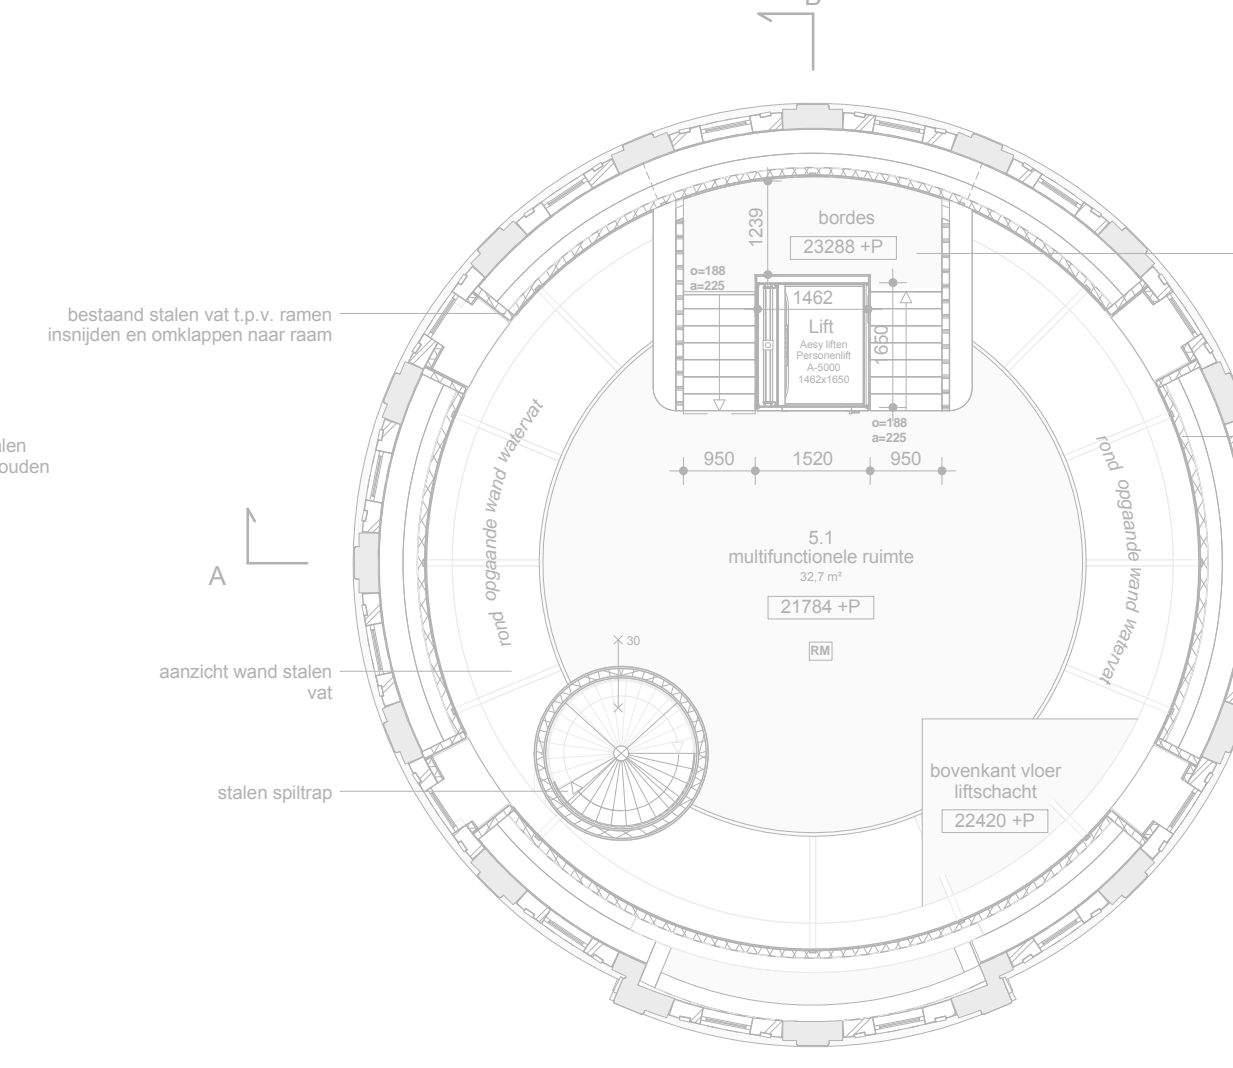 bordes
23288 +P
1239
o=188
a=225
1462
Lift
Aesy liften
Personenlift
A-5000
1462x1650
1650
o=188
a=225
950
1520
950
bestaand stalen vat t.p.v. ramen
insnijden en omklappen naar raam
ouden
rond opgaande wand watervat
rond opgaande wand watervat
A
5.1
multifunctionele ruimte
32,7 m²
21784 +P
RM
30
aanzicht wand stalen
vat
stalen spiltrap
bovenkant vloer
liftschacht
22420 +P